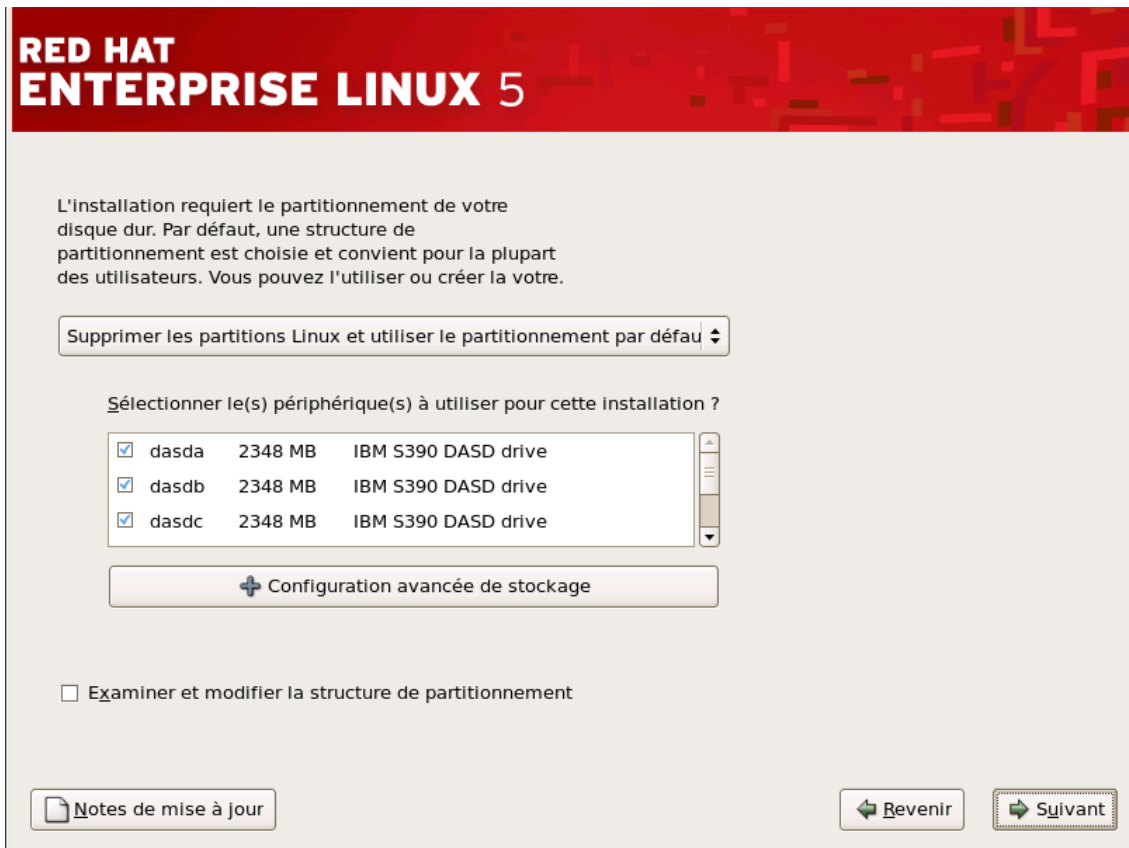 RED HAT
ENTERPRISE LINUX 5
L'installation requiert le partitionnement de votre
disque dur. Par défaut, une structure de
partitionnement est choisie et convient pour la plupart
des utilisateurs. Vous pouvez l'utiliser ou créer la votre.
Supprimer les partitions Linux et utiliser le partitionnement par défau
Sélectionner le(s) périphérique(s) à utiliser pour cette installation ?
dasda 2348 MB IBM S390 DASD drive
dasdb 2348 MB IBM S390 DASD drive
dasdc 2348 MB IBM S390 DASD drive
Configuration avancée de stockage
Examiner et modifier la structure de partitionnement
Notes de mise à jour
Revenir
Suivant